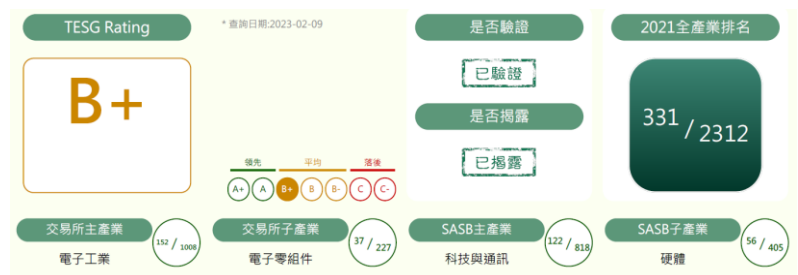 TESG Rating
* 查詢日期:2023-02-09
是否驗證
2021全產業排名
B+
已驗證
是否揭露
331 / 2312
領先 平均 落後
已揭露
A+ A B+ B B- C C-
交易所主產業
152 / 1008
電子工業
交易所子產業
37 / 227
電子零組件
SASB主產業
122 / 818
科技與通訊
SASB子產業
56 / 405
硬體